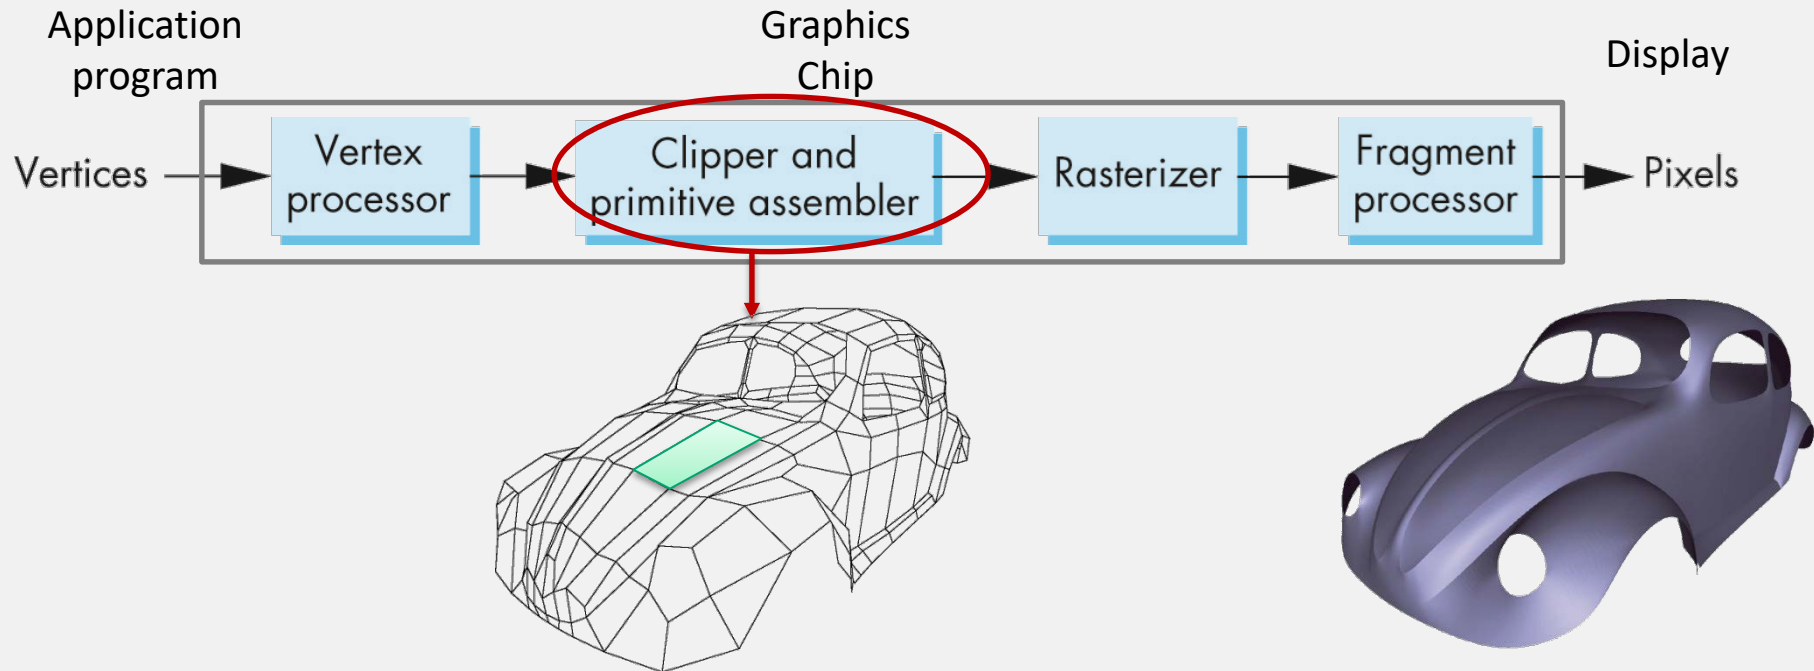 Application
program
Graphics
Chip
Display
Vertices
Vertex
processor
Clipper and
primitive assembler
Rasterizer
Fragment
processor
Pixels